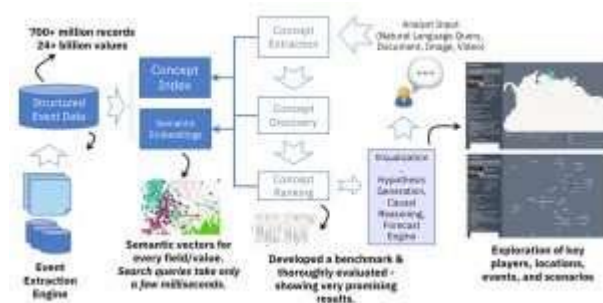 700+ million records
24+ billion values
Structured
Event Data
Event
Extraction
Engine
Concept
Index
Semantic
Embeddings
Semantic vectors for
every field/value.
Search queries take only
a few milliseconds.
Concept
Extraction
Concept
Discovery
Concept
Ranking
Developed a benchmark &
thoroughly evaluated -
showing very promising
results.
Analyst Input
(Natural Language Query,
Document, Image, Video)
Visualization
-
Hypothesis
Generation,
Causal
Reasoning,
Forecast
Engine
Exploration of key
players, locations,
events, and scenarios